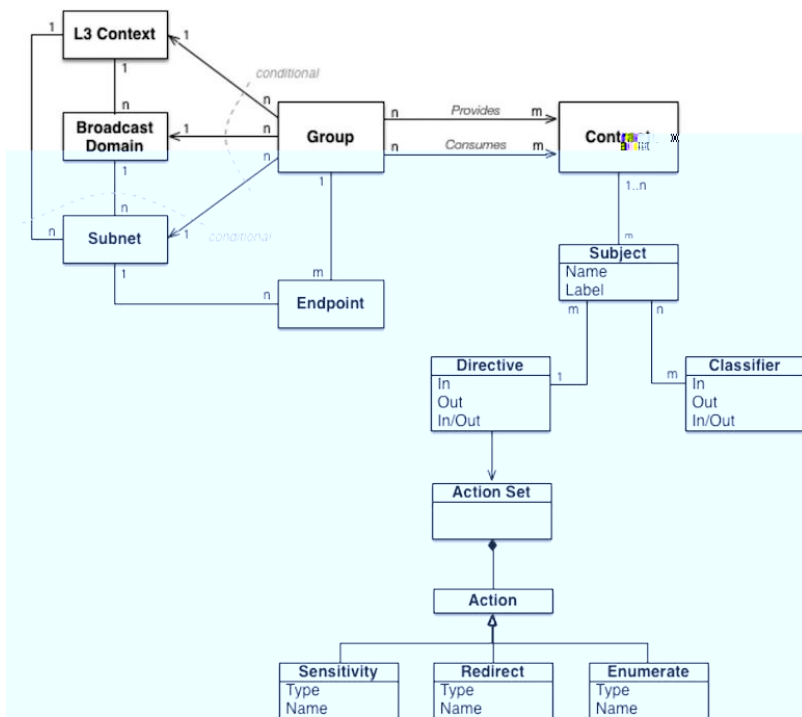 L3 Context
1
1
1
n
conditional
n
Broadcast
Domain
1
n
n
1
n
Group
1
n
Provides
m
n
Consumes
m
1..n
Subnet
n
1
1
conditional
n
m
Endpoint
m
Subject
Name
Label
m
n
Directive
In
Out
In/Out
1
m
Classifier
In
Out
In/Out
Action Set
Action
Sensitivity
Type
Name
Redirect
Type
Name
Enumerate
Type
Name